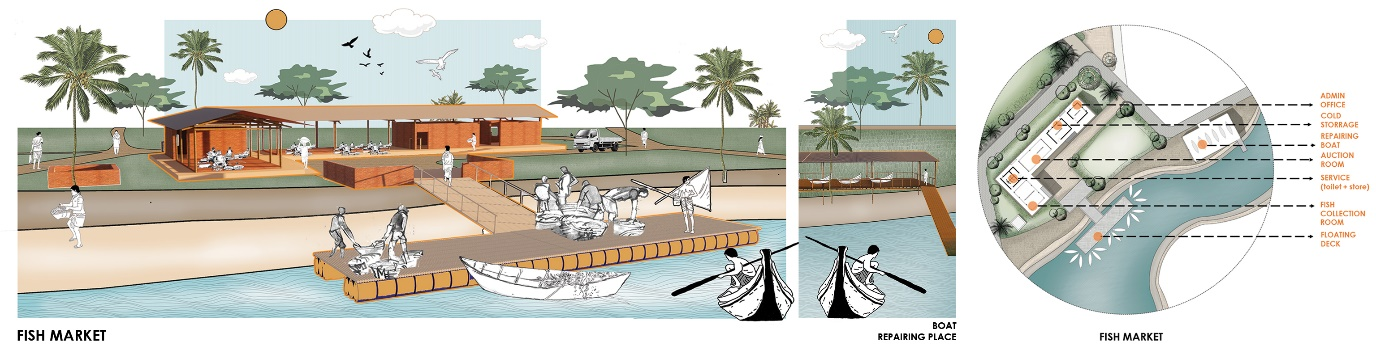 FISH MARKET
BOAT
REPAIRING PLACE
ADMIN
OFFICE
COLD
STORRAGE
REPAIRING
BOAT
AUCTION
ROOM
SERVICE
(toilet + store)
FISH
COLLECTION
ROOM
FLOATING
DECK
FISH MARKET